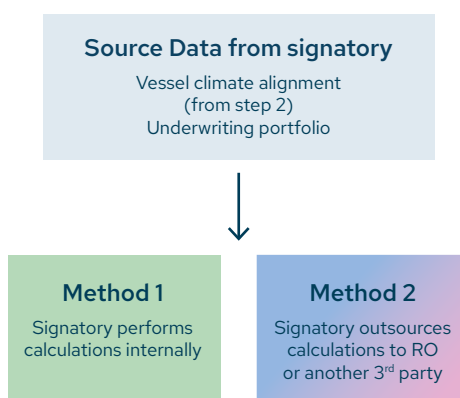 Source Data from signatory
Vessel climate alignment
(from step 2)
Underwriting portfolio
Method 1
Signatory performs
calculations internally
Method 2
Signatory outsources
calculations to RO
or another 3rd party